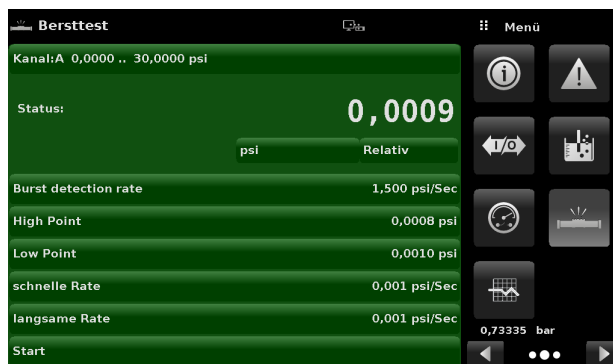 Bersttest
Menü
Kanal:A 0,0000 .. 30,0000 psi
Status:
0,0009
psi Relativ
Burst detection rate 1,500 psi/Sec
High Point 0,0008 psi
Low Point 0,0010 psi
schnelle Rate 0,001 psi/Sec
langsame Rate 0,001 psi/Sec
Start
I/O
0,73335 bar